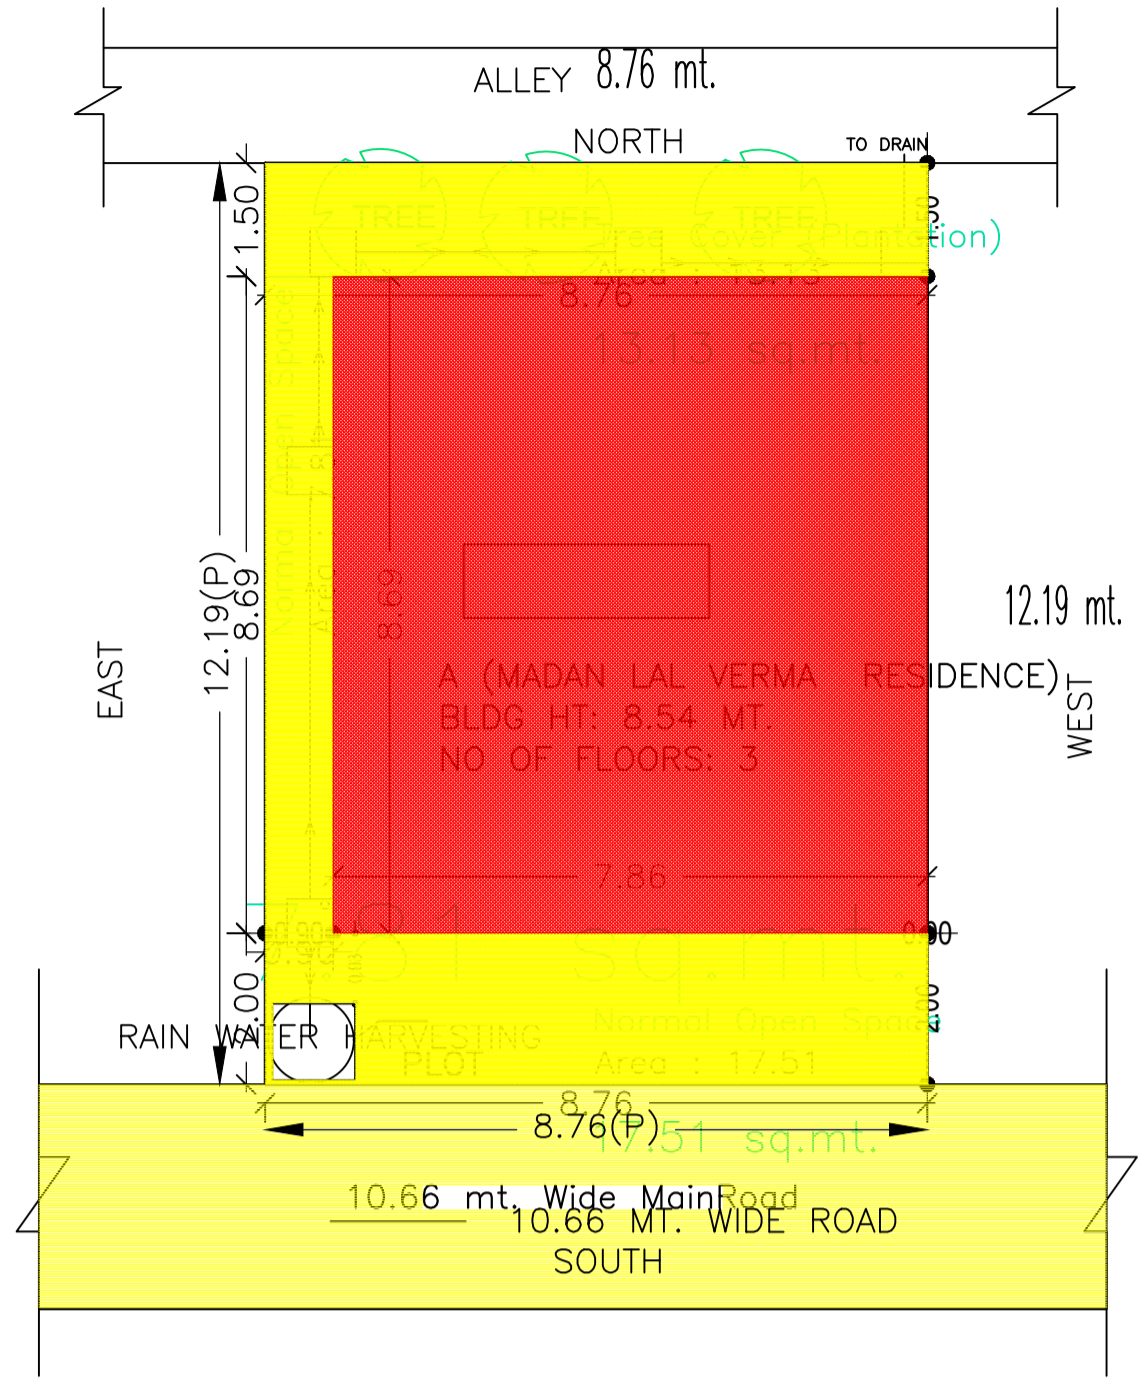 ALLEY 8.76 mt.
NORTH
TO DRAIN
TREE TREE TREE
1.50
1.50
Tree Cover (Plantation)
Area : 13.13
8.76
13.13 sq.mt.
Normal Open Space
Area :
12.19(P)
8.69
8.69
12.19 mt.
EAST
WEST
A (MADAN LAL VERMA RESIDENCE)
BLDG HT: 8.54 MT.
NO OF FLOORS: 3
7.86
81 sq.mt.
2.00
Normal Open Space
RAIN WATER HARVESTING
PLOT
Area : 17.51
8.76
8.76(P)
17.51 sq.mt.
10.66 mt. Wide MainRoad
10.66 MT. WIDE ROAD
SOUTH